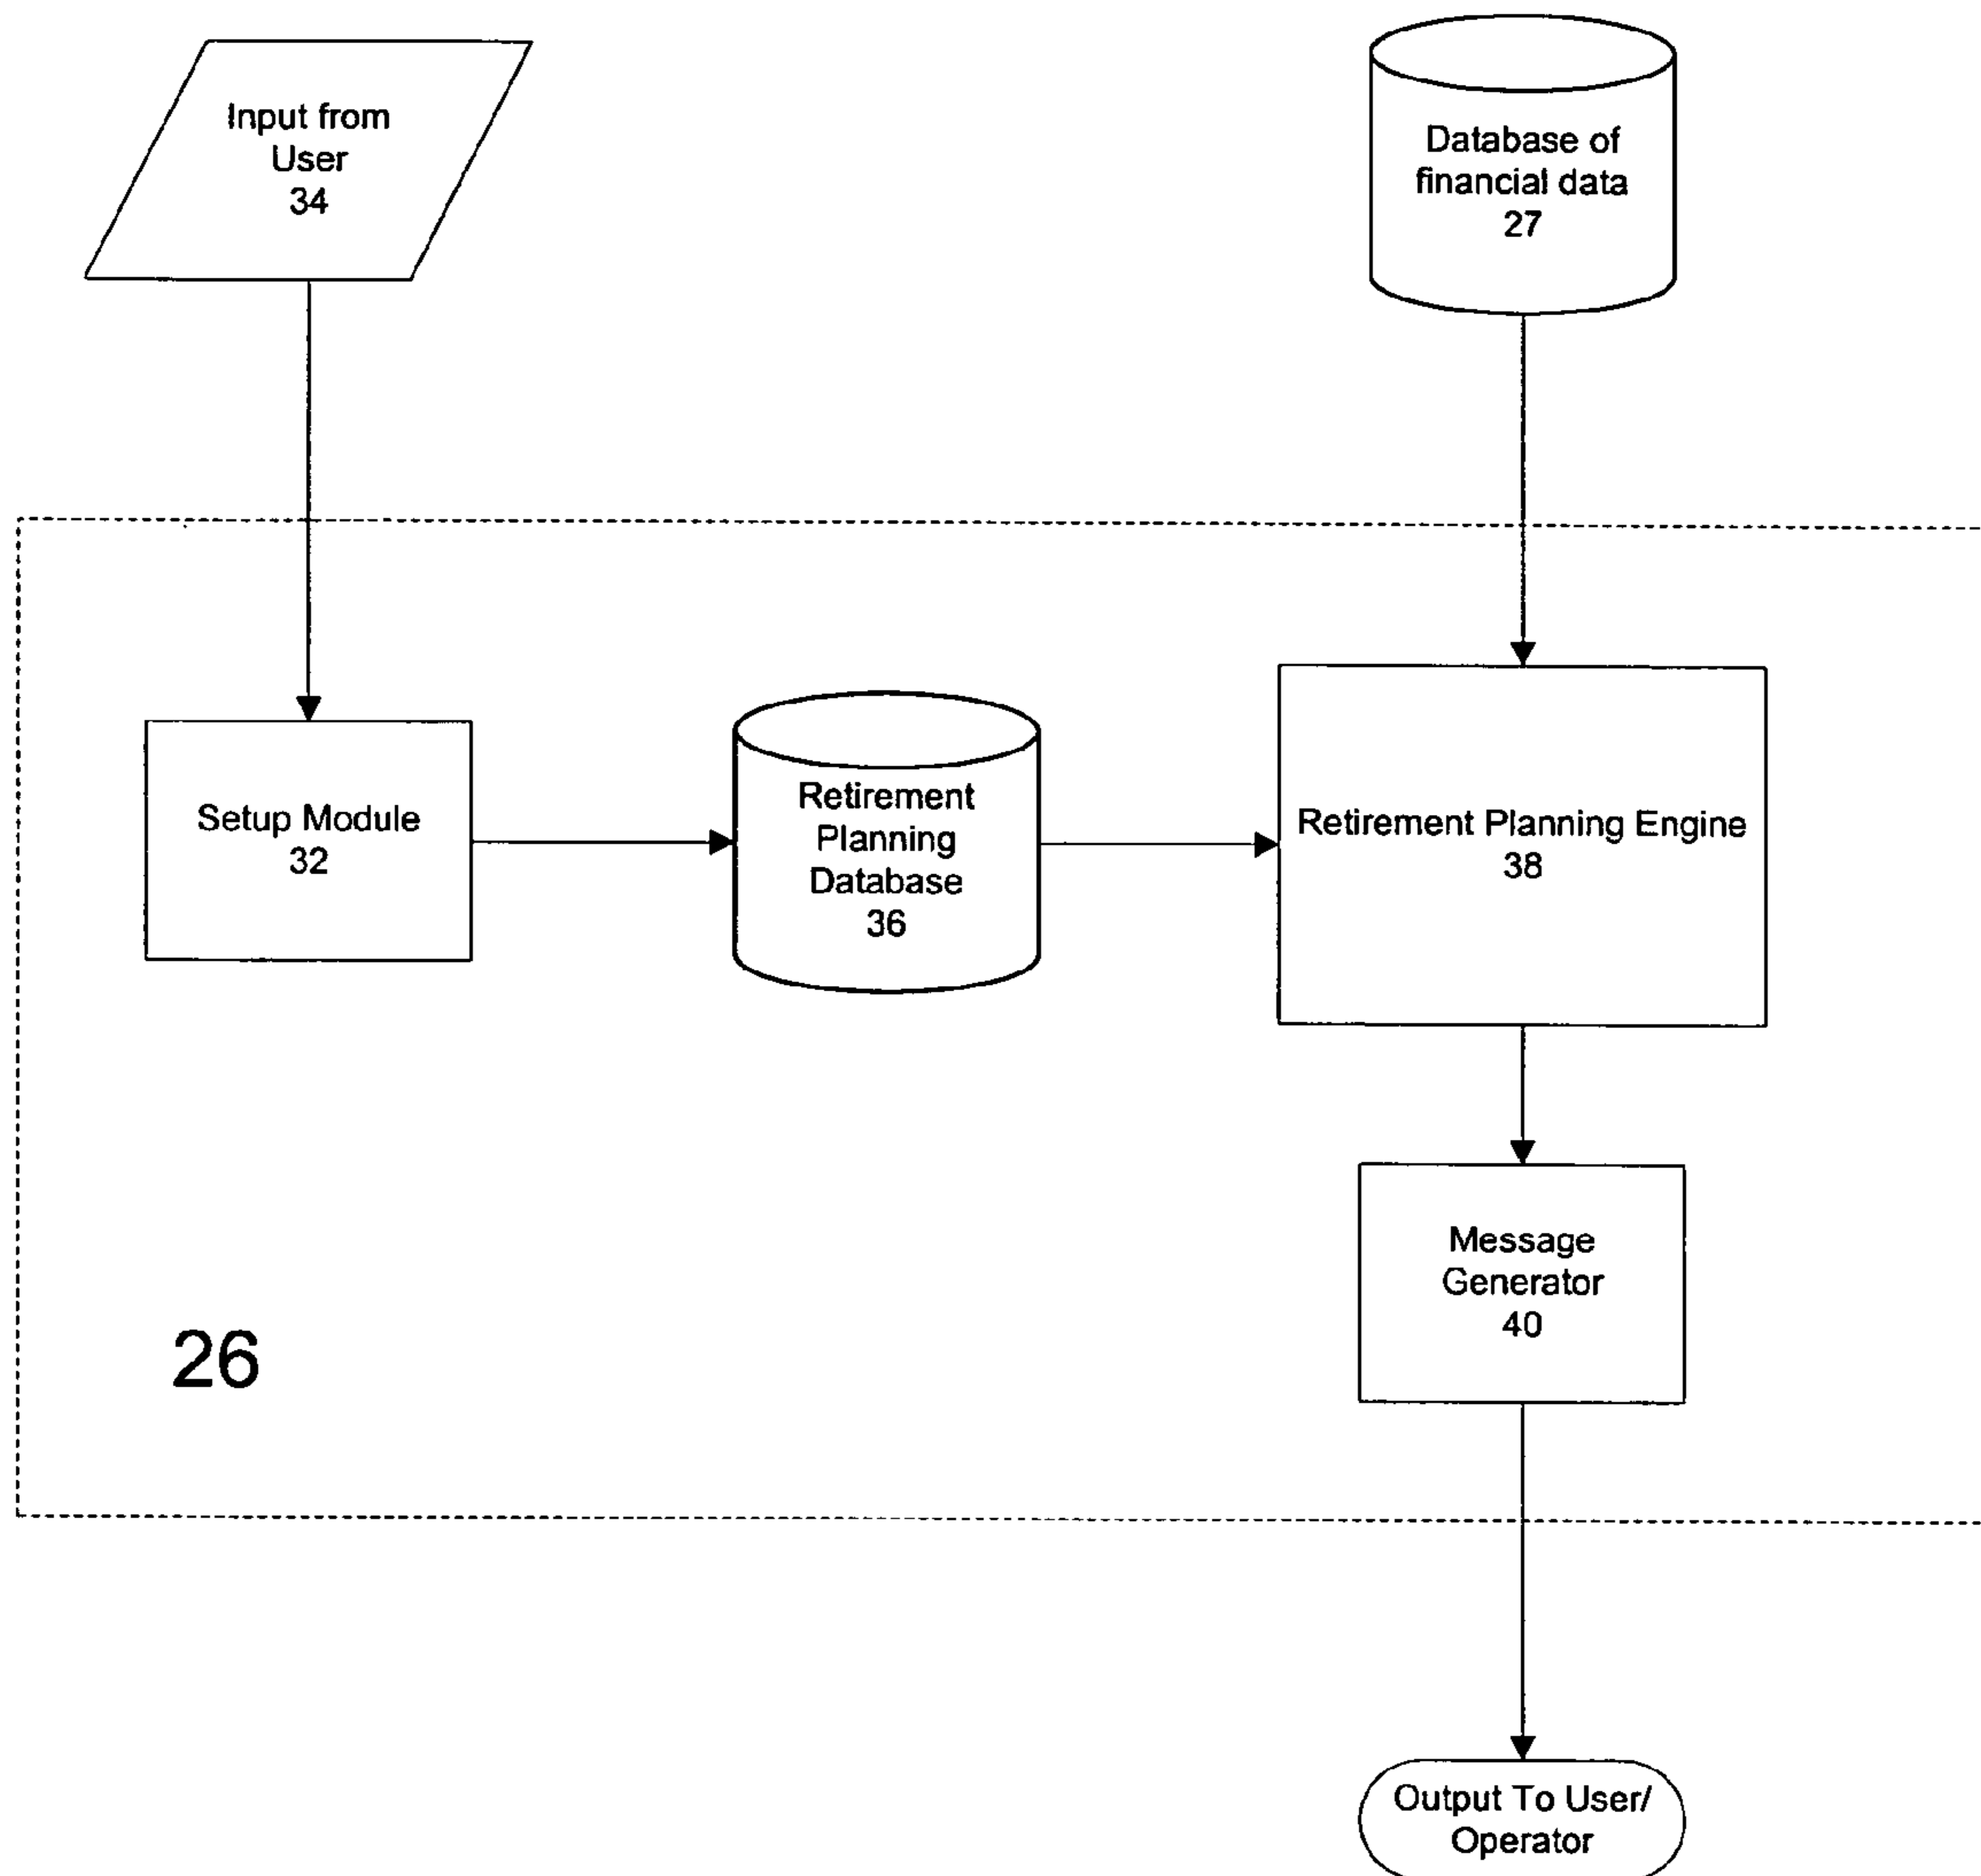 Input from
User
34
Database of
financial data
27
Setup Module
32
Retirement
Planning
Database
36
Retirement Planning Engine
38
Message
Generator
40
26
Output To User/
Operator